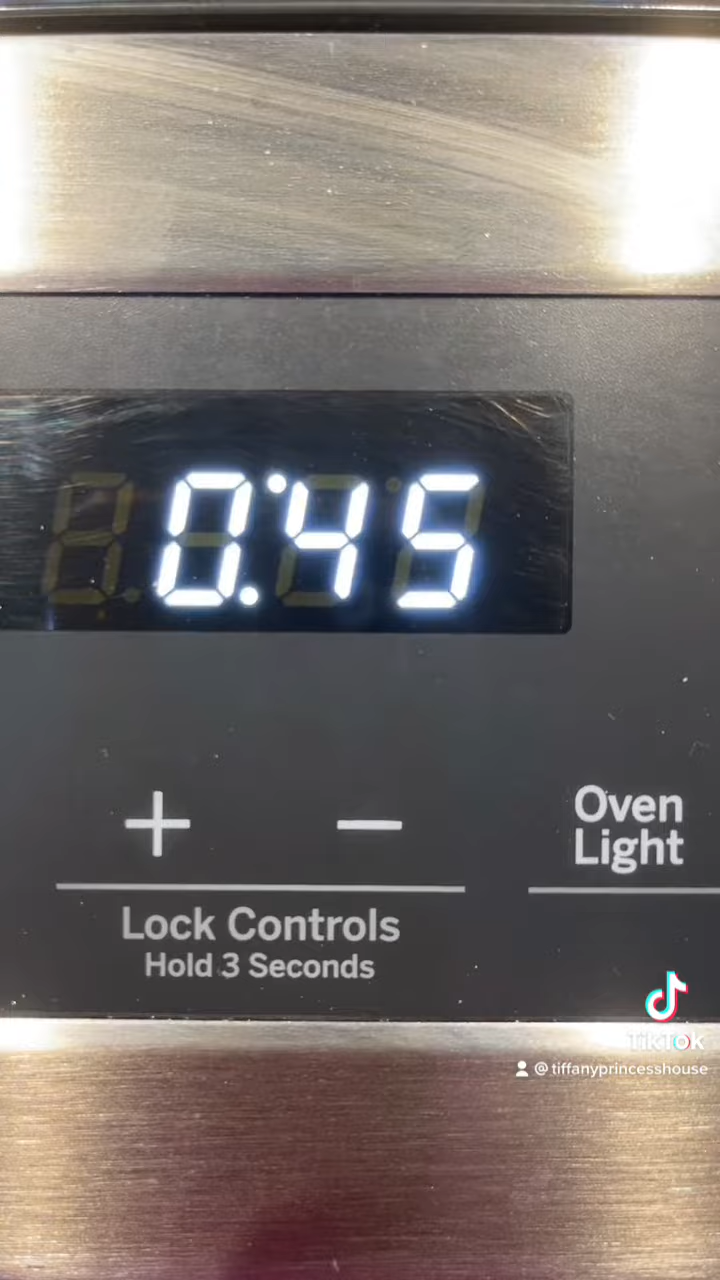 0:45
+ −
Oven
Light
Lock Controls
Hold 3 Seconds
TikTok
@tiffanyprincesshouse